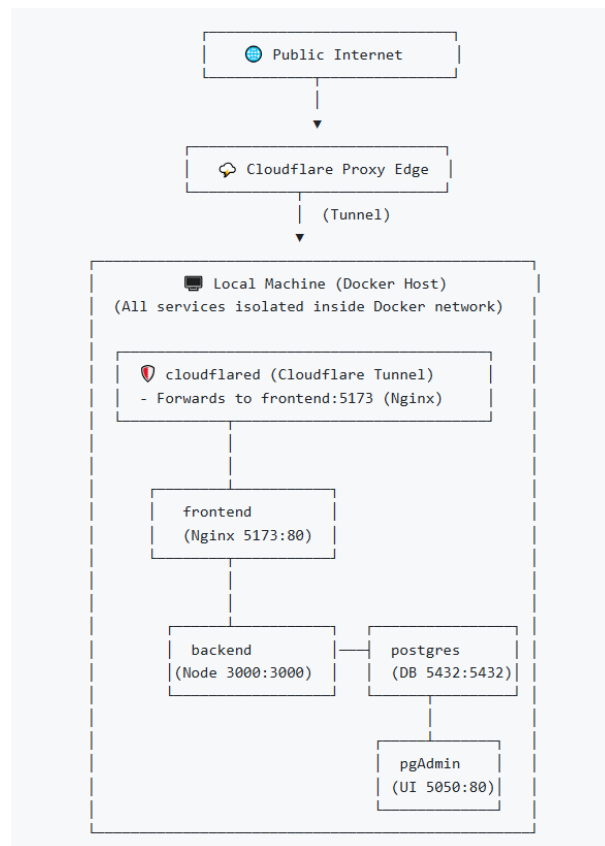 🌐 Public Internet
🌩 Cloudflare Proxy Edge
(Tunnel)
🖥 Local Machine (Docker Host)
(All services isolated inside Docker network)
🛡 cloudflared (Cloudflare Tunnel)
- Forwards to frontend:5173 (Nginx)
frontend
(Nginx 5173:80)
backend
(Node 3000:3000)
postgres
(DB 5432:5432)
pgAdmin
(UI 5050:80)